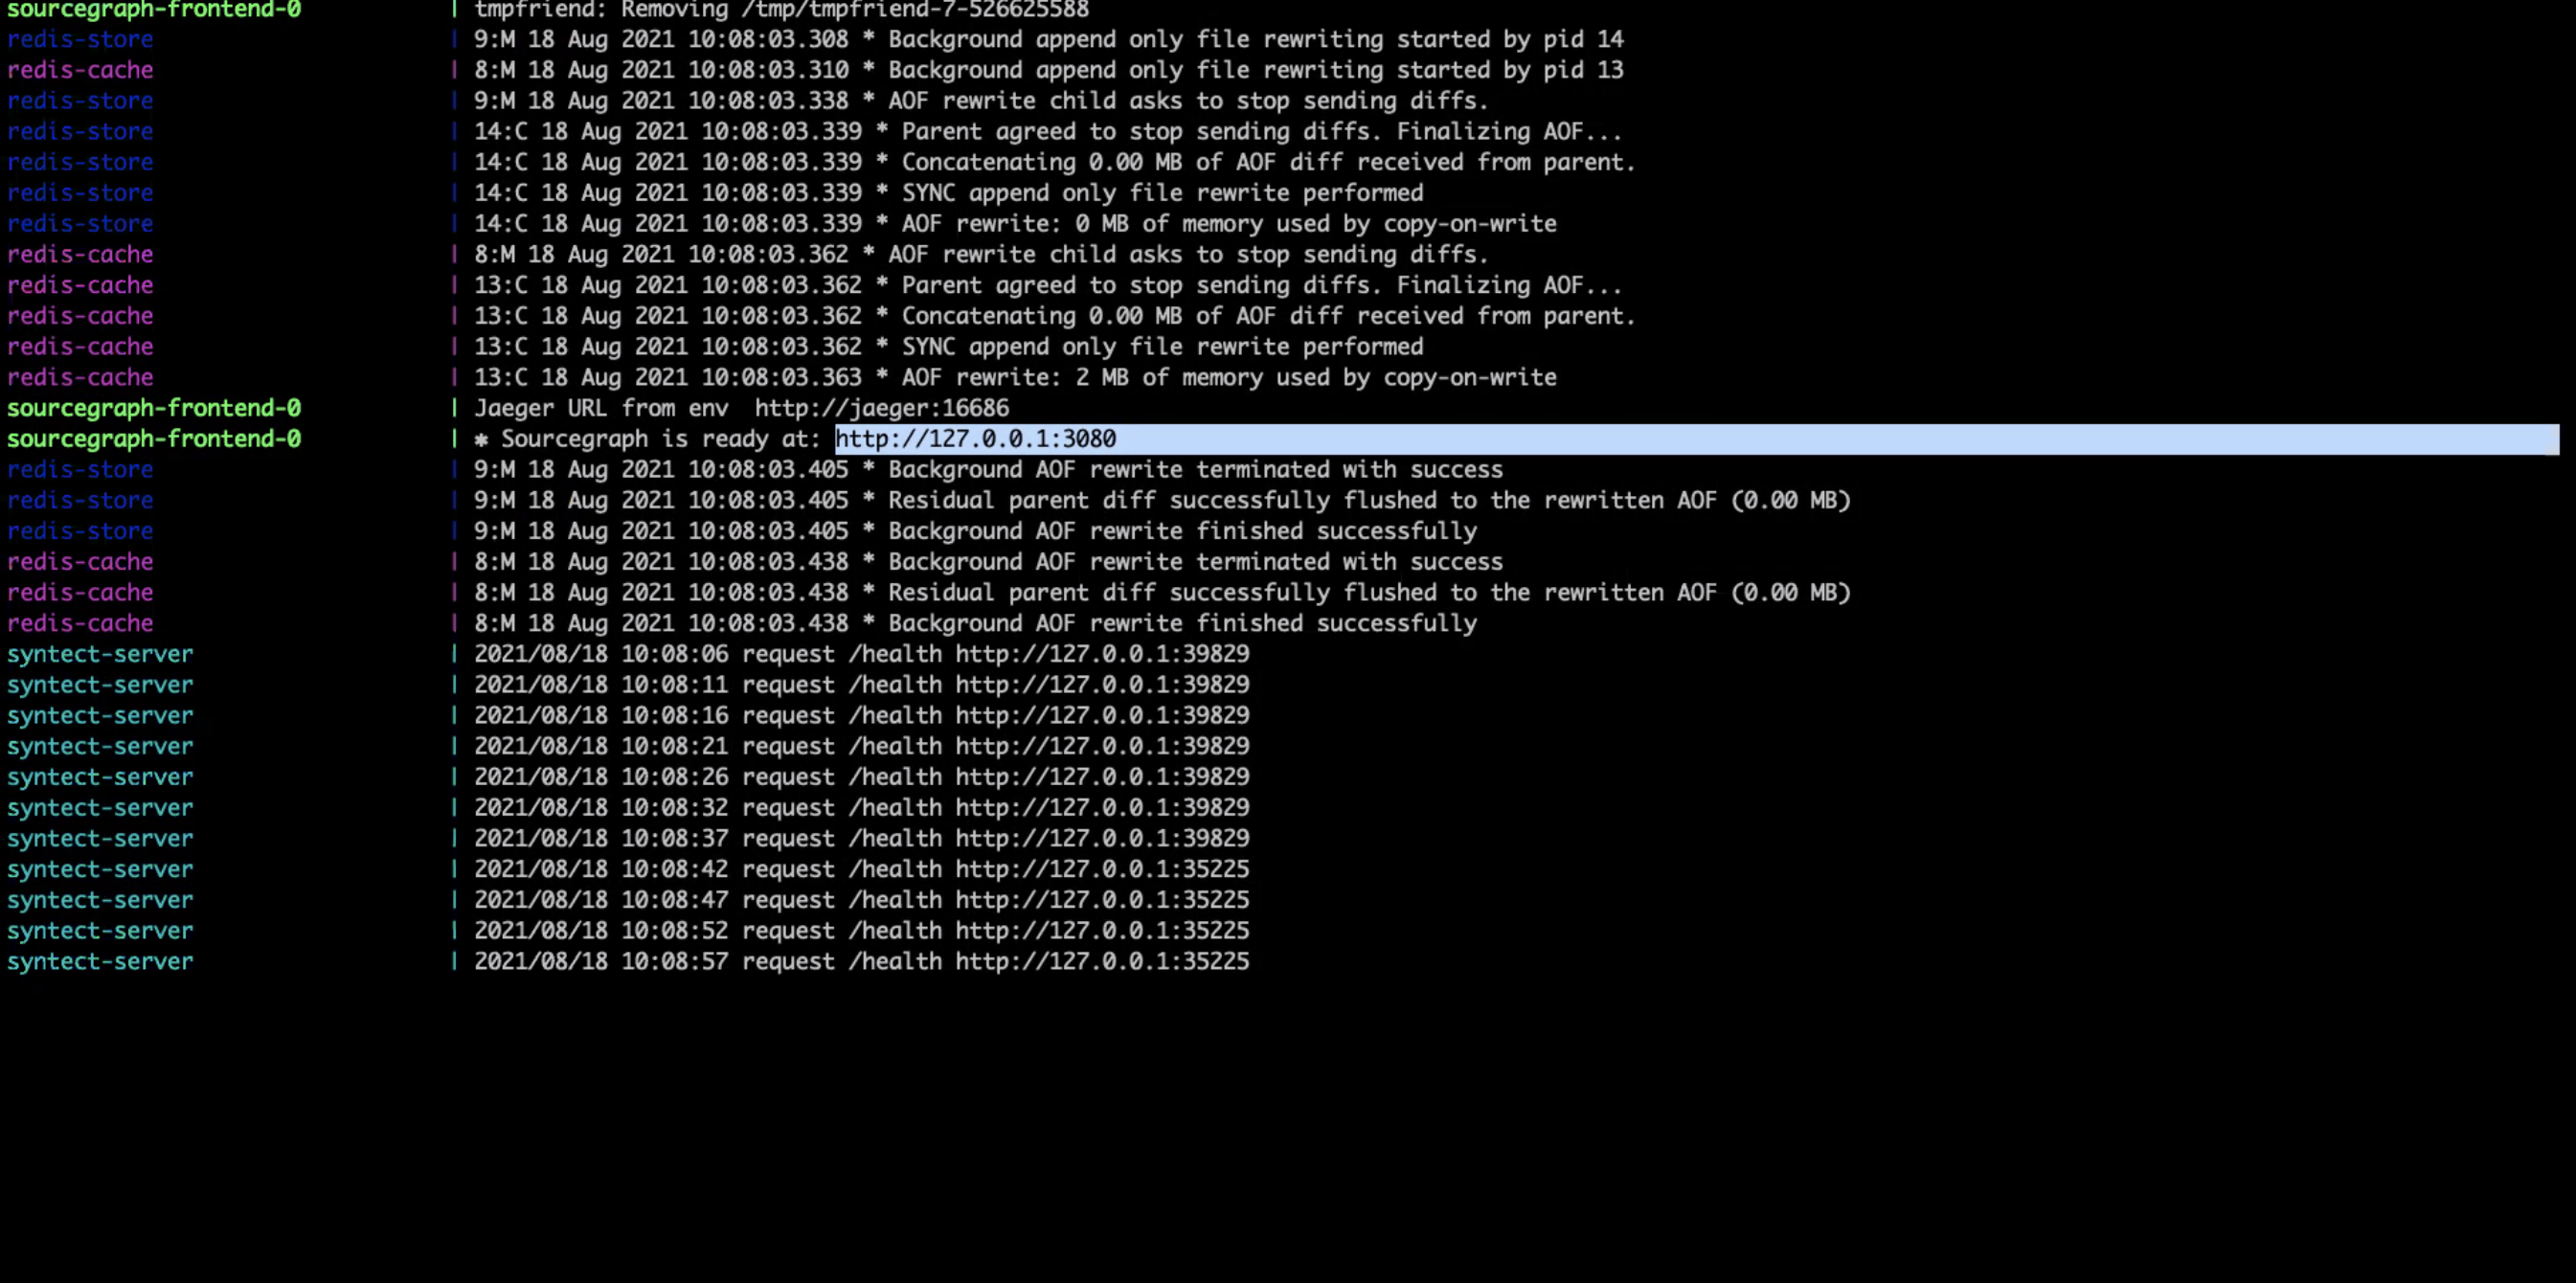 sourcegraph-frontend-0 | tmpfriend: Removing /tmp/tmpfriend-7-526625588
redis-store | 9:M 18 Aug 2021 10:08:03.308 * Background append only file rewriting started by pid 14
redis-cache | 8:M 18 Aug 2021 10:08:03.310 * Background append only file rewriting started by pid 13
redis-store | 9:M 18 Aug 2021 10:08:03.338 * AOF rewrite child asks to stop sending diffs.
redis-store | 14:C 18 Aug 2021 10:08:03.339 * Parent agreed to stop sending diffs. Finalizing AOF...
redis-store | 14:C 18 Aug 2021 10:08:03.339 * Concatenating 0.00 MB of AOF diff received from parent.
redis-store | 14:C 18 Aug 2021 10:08:03.339 * SYNC append only file rewrite performed
redis-store | 14:C 18 Aug 2021 10:08:03.339 * AOF rewrite: 0 MB of memory used by copy-on-write
redis-cache | 8:M 18 Aug 2021 10:08:03.362 * AOF rewrite child asks to stop sending diffs.
redis-cache | 13:C 18 Aug 2021 10:08:03.362 * Parent agreed to stop sending diffs. Finalizing AOF...
redis-cache | 13:C 18 Aug 2021 10:08:03.362 * Concatenating 0.00 MB of AOF diff received from parent.
redis-cache | 13:C 18 Aug 2021 10:08:03.362 * SYNC append only file rewrite performed
redis-cache | 13:C 18 Aug 2021 10:08:03.363 * AOF rewrite: 2 MB of memory used by copy-on-write
sourcegraph-frontend-0 | Jaeger URL from env  http://jaeger:16686
sourcegraph-frontend-0 | ✱ Sourcegraph is ready at: http://127.0.0.1:3080
redis-store | 9:M 18 Aug 2021 10:08:03.405 * Background AOF rewrite terminated with success
redis-store | 9:M 18 Aug 2021 10:08:03.405 * Residual parent diff successfully flushed to the rewritten AOF (0.00 MB)
redis-store | 9:M 18 Aug 2021 10:08:03.405 * Background AOF rewrite finished successfully
redis-cache | 8:M 18 Aug 2021 10:08:03.438 * Background AOF rewrite terminated with success
redis-cache | 8:M 18 Aug 2021 10:08:03.438 * Residual parent diff successfully flushed to the rewritten AOF (0.00 MB)
redis-cache | 8:M 18 Aug 2021 10:08:03.438 * Background AOF rewrite finished successfully
syntect-server | 2021/08/18 10:08:06 request /health http://127.0.0.1:39829
syntect-server | 2021/08/18 10:08:11 request /health http://127.0.0.1:39829
syntect-server | 2021/08/18 10:08:16 request /health http://127.0.0.1:39829
syntect-server | 2021/08/18 10:08:21 request /health http://127.0.0.1:39829
syntect-server | 2021/08/18 10:08:26 request /health http://127.0.0.1:39829
syntect-server | 2021/08/18 10:08:32 request /health http://127.0.0.1:39829
syntect-server | 2021/08/18 10:08:37 request /health http://127.0.0.1:39829
syntect-server | 2021/08/18 10:08:42 request /health http://127.0.0.1:35225
syntect-server | 2021/08/18 10:08:47 request /health http://127.0.0.1:35225
syntect-server | 2021/08/18 10:08:52 request /health http://127.0.0.1:35225
syntect-server | 2021/08/18 10:08:57 request /health http://127.0.0.1:35225